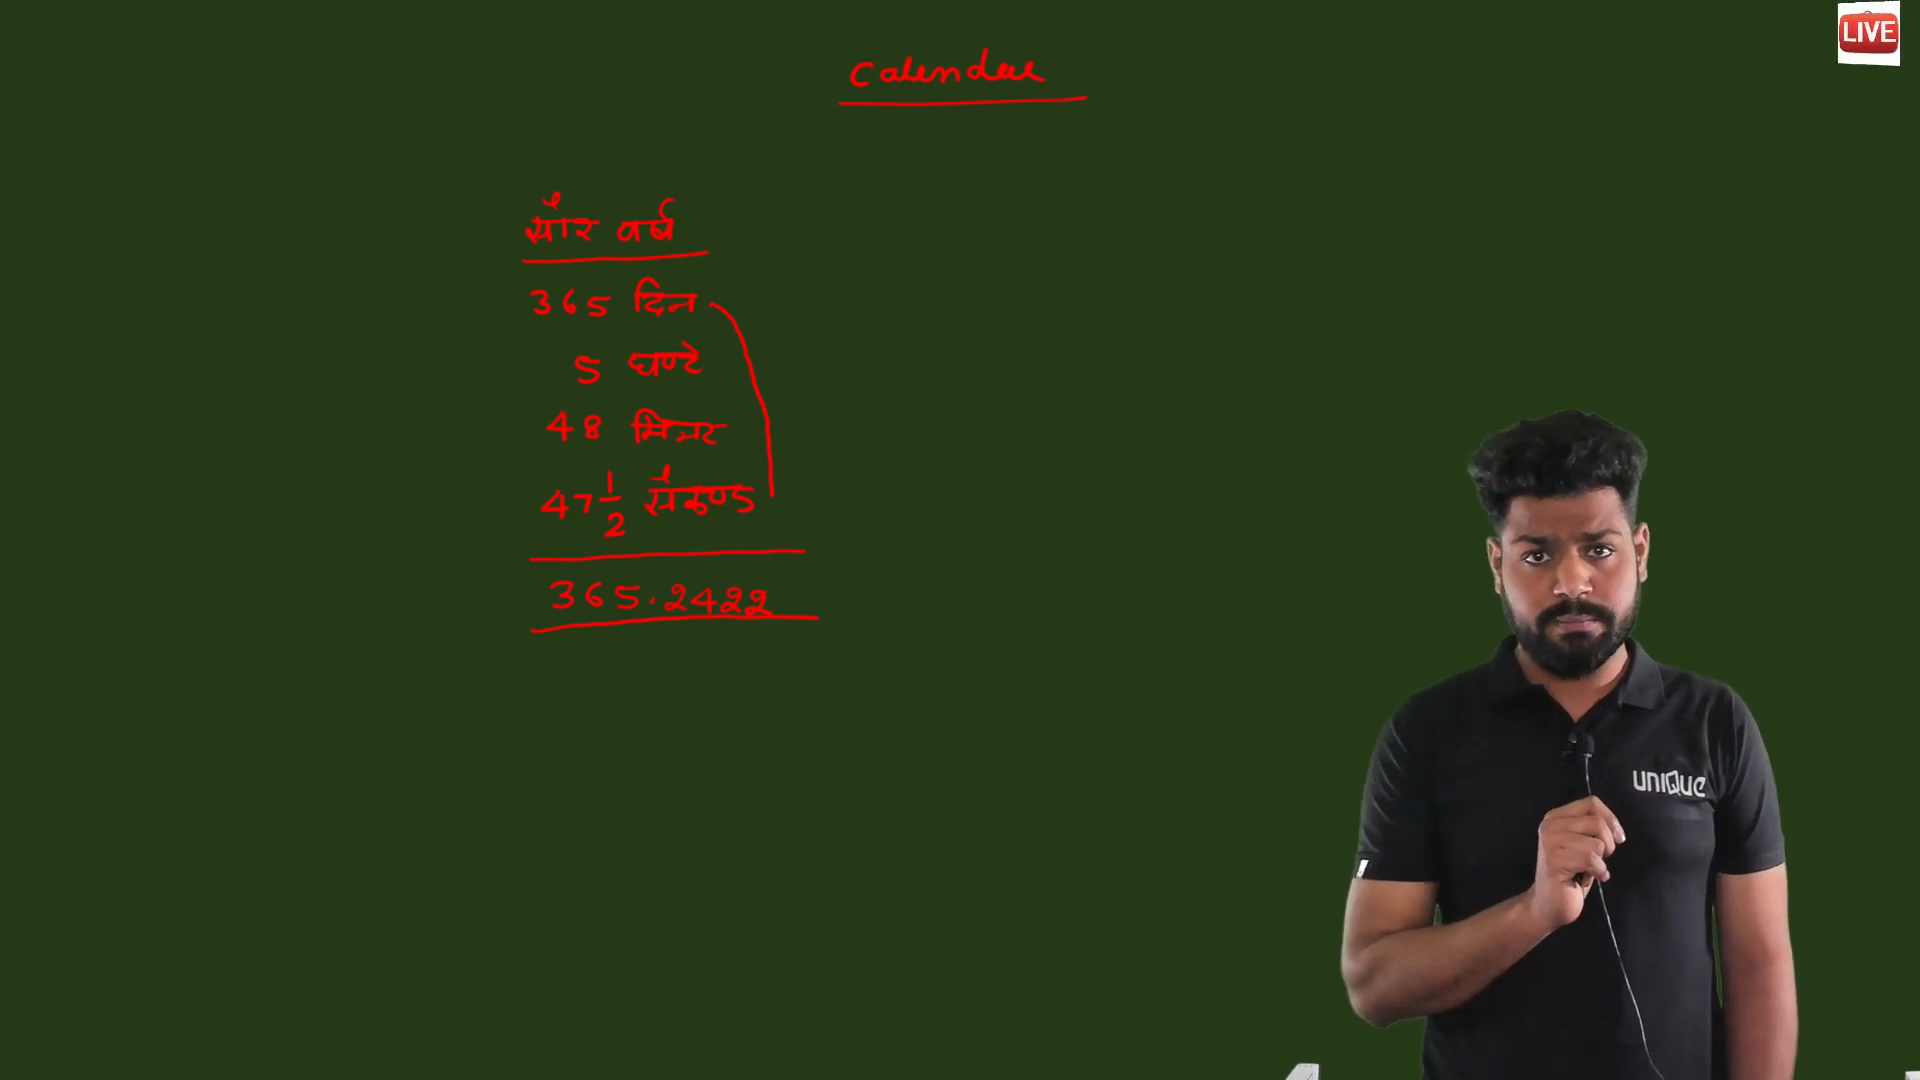 LIVE
Calendar
सौर वर्ष
365 दिन
5 घण्टे
48 मिनट
47 1/2 सैकण्ड
365.2422
UNIQUE